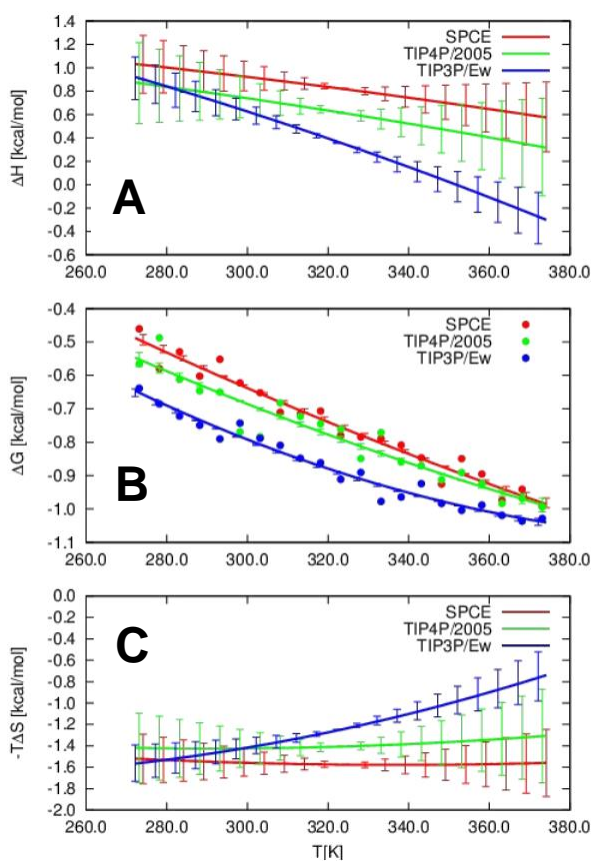 1.4
1.2
1.0
0.8
0.6
0.4
0.2
0.0
-0.2
-0.4
-0.6
ΔH [kcal/mol]
SPCE
TIP4P/2005
TIP3P/Ew
A
260.0 280.0 300.0 320.0 340.0 360.0 380.0
-0.4
-0.5
-0.6
-0.7
-0.8
-0.9
-1.0
-1.1
ΔG [kcal/mol]
SPCE
TIP4P/2005
TIP3P/Ew
B
260.0 280.0 300.0 320.0 340.0 360.0 380.0
0.0
-0.2
-0.4
-0.6
-0.8
-1.0
-1.2
-1.4
-1.6
-1.8
-2.0
-TΔS [kcal/mol]
SPCE
TIP4P/2005
TIP3P/Ew
C
260.0 280.0 300.0 320.0 340.0 360.0 380.0
T[K]